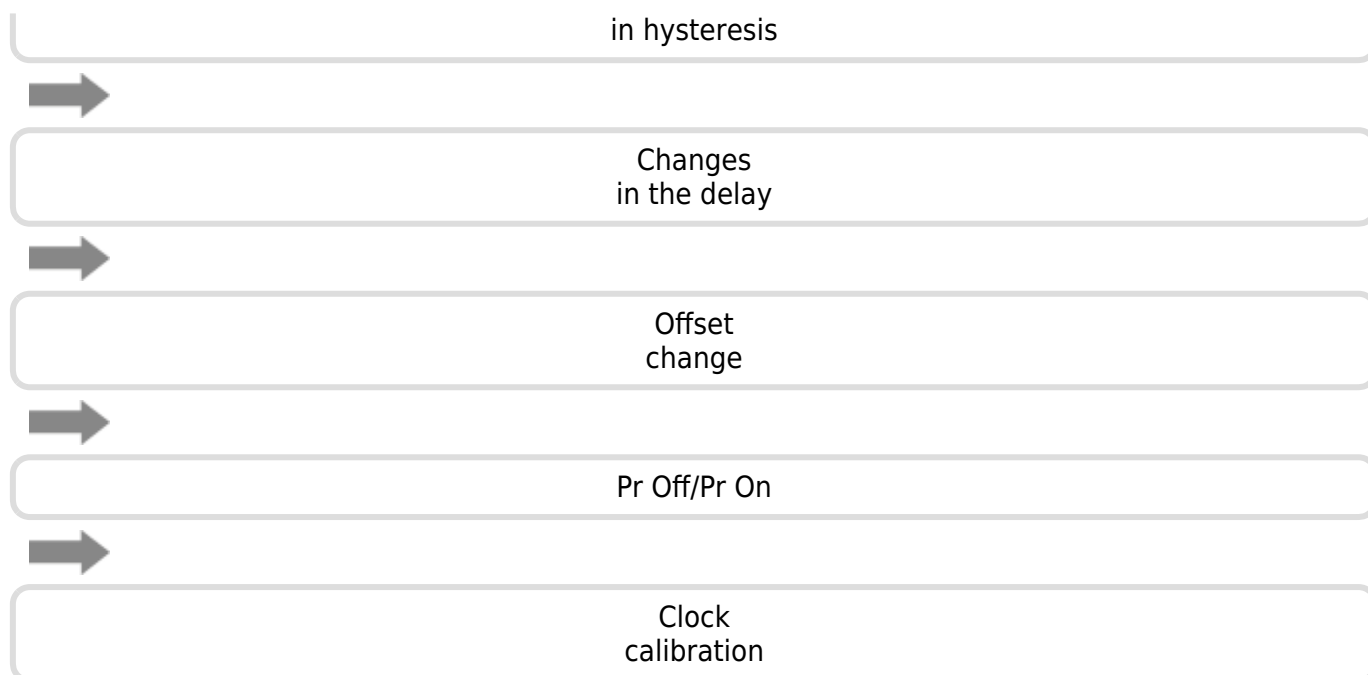 in hysteresis
Changes
in the delay
Offset
change
Pr Off/Pr On
Clock
calibration